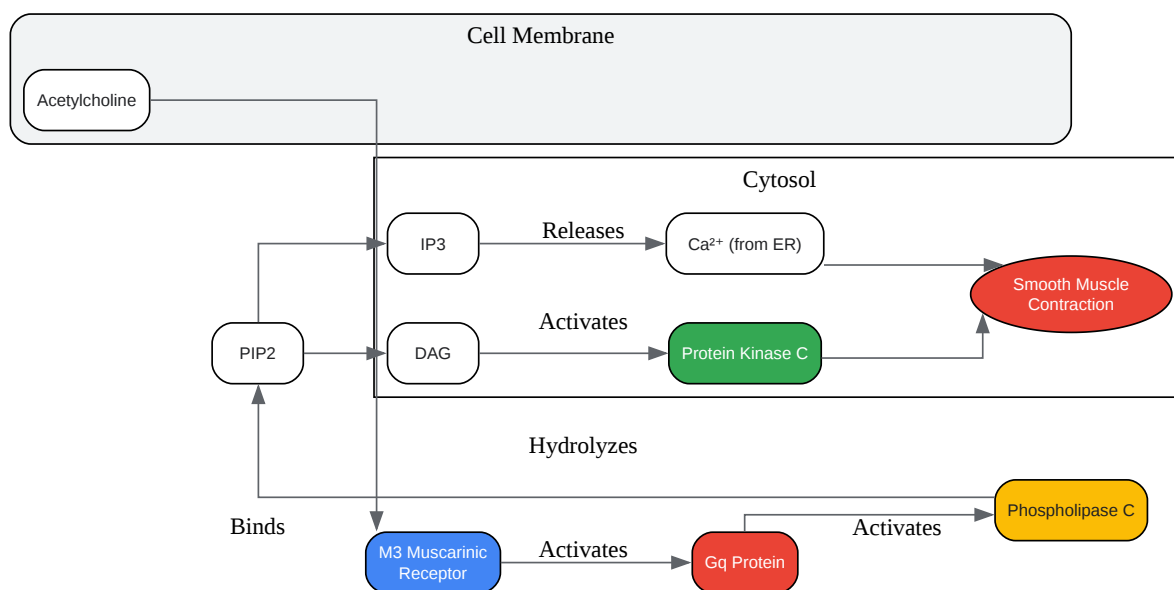 Cell Membrane
Acetylcholine
Cytosol
IP3
Releases
Ca²⁺ (from ER)
Smooth Muscle
Contraction
PIP2
DAG
Activates
Protein Kinase C
Hydrolyzes
Binds
Phospholipase C
M3 Muscarinic
Receptor
Activates
Gq Protein
Activates